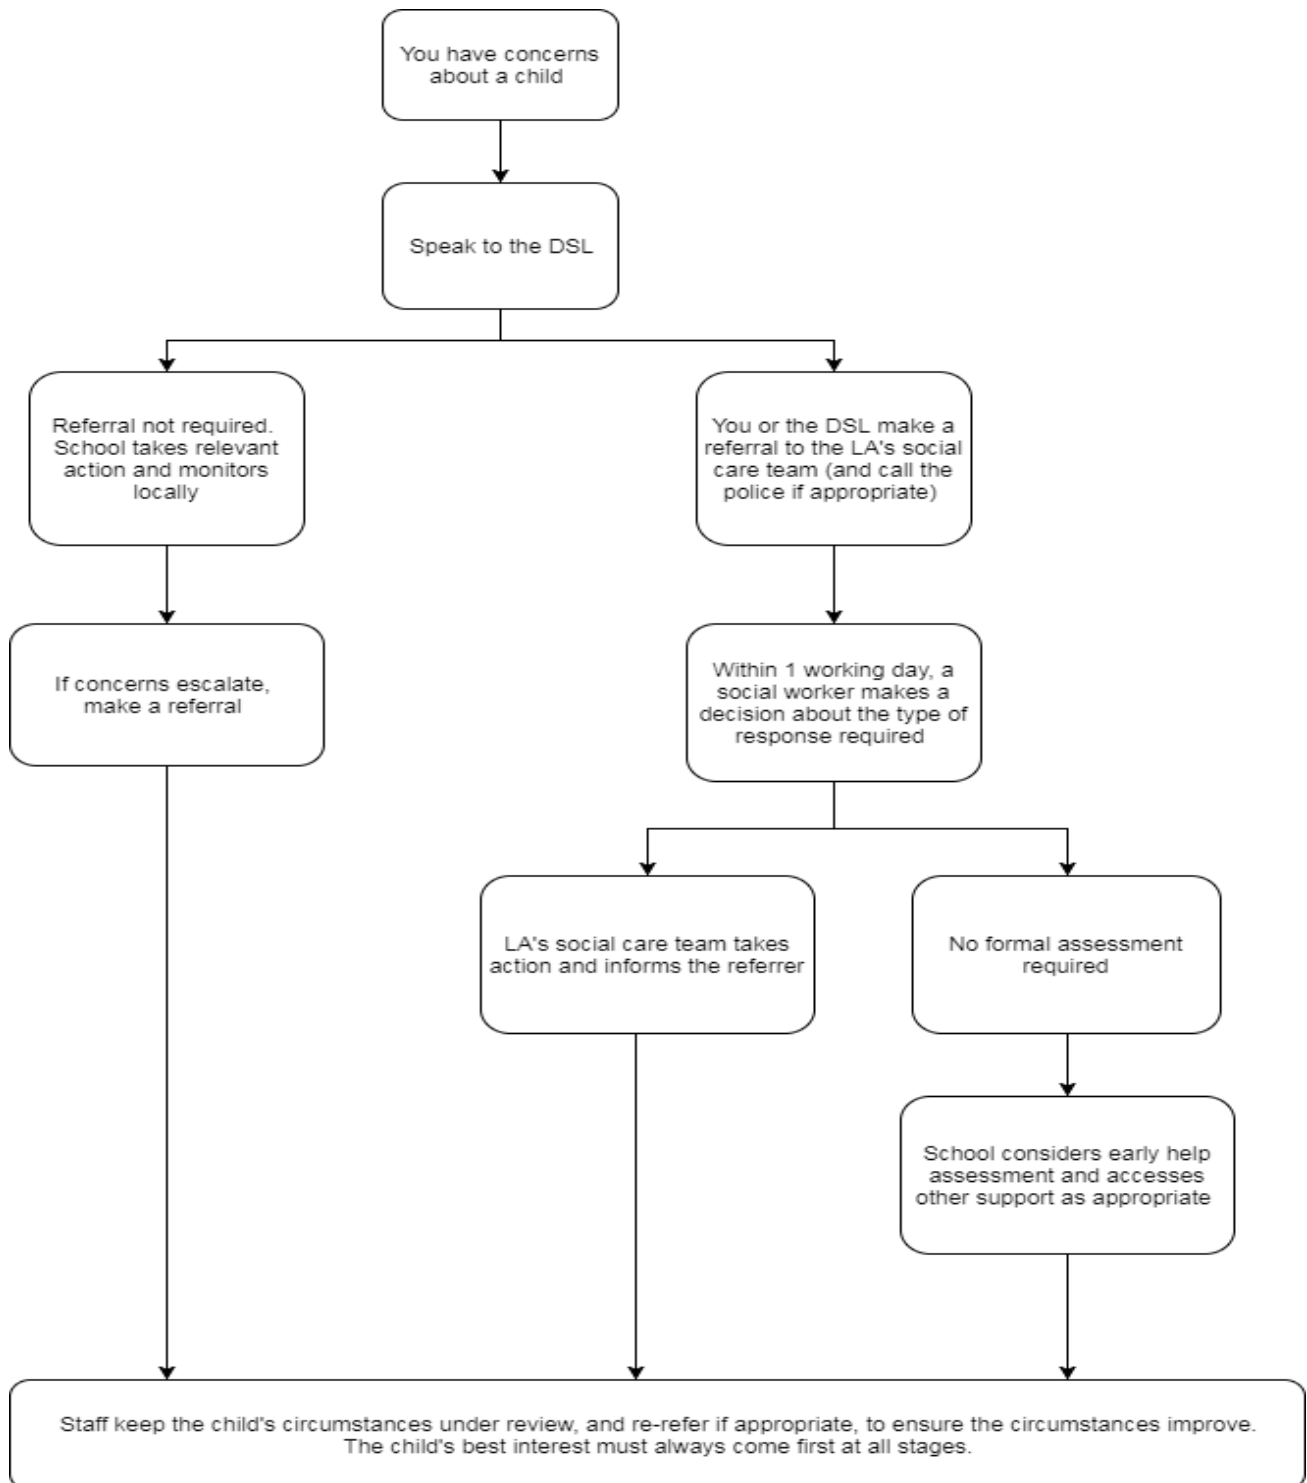 You have concerns
about a child
Speak to the DSL
Referral not required.
School takes relevant
action and monitors
locally
You or the DSL make a
referral to the LA's social
care team (and call the
police if appropriate)
If concerns escalate,
make a referral
Within 1 working day, a
social worker makes a
decision about the type of
response required
LA's social care team takes
action and informs the referrer
No formal assessment
required
School considers early help
assessment and accesses
other support as appropriate
Staff keep the child's circumstances under review, and re-refer if appropriate, to ensure the circumstances improve.
The child's best interest must always come first at all stages.